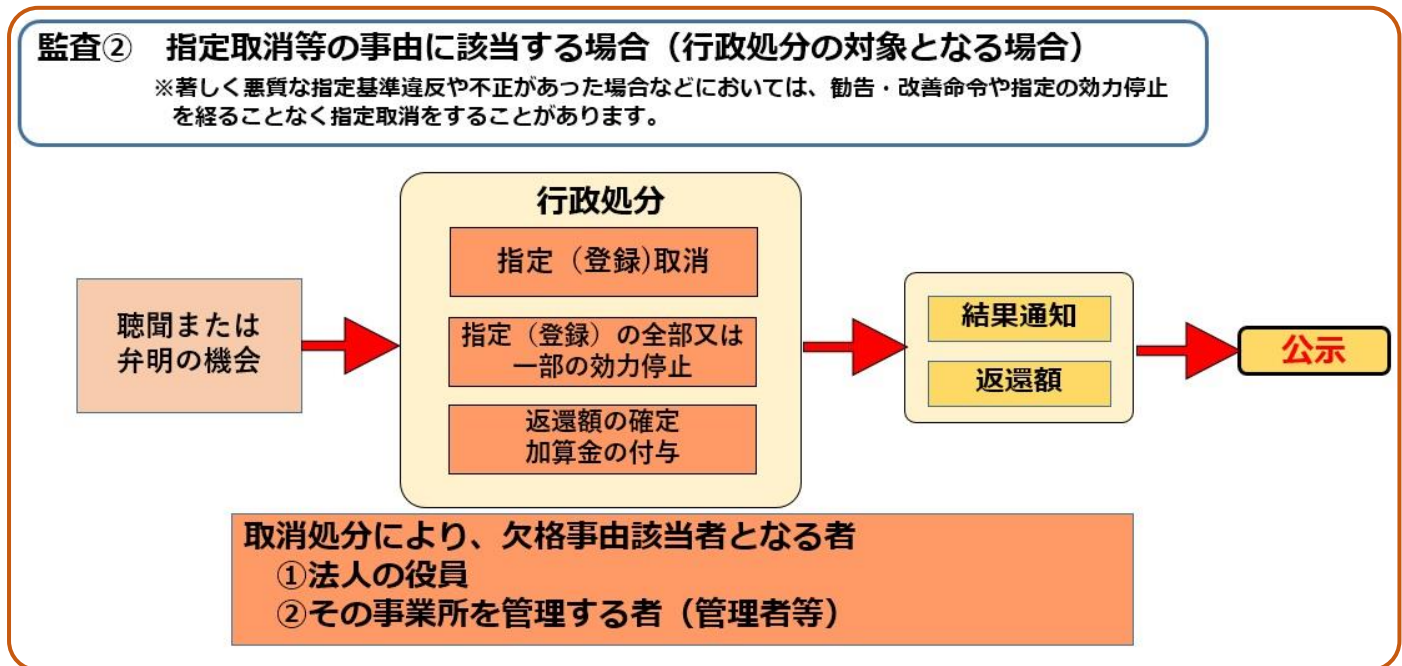 監査② 指定取消等の事由に該当する場合（行政処分の対象となる場合）
※著しく悪質な指定基準違反や不正があった場合などにおいては、勧告・改善命令や指定の効力停止
を経ることなく指定取消をすることがあります。
聴聞または
弁明の機会
行政処分
指定（登録)取消
指定（登録）の全部又は
一部の効力停止
返還額の確定
加算金の付与
結果通知
返還額
公示
取消処分により、欠格事由該当者となる者
①法人の役員
②その事業所を管理する者（管理者等）